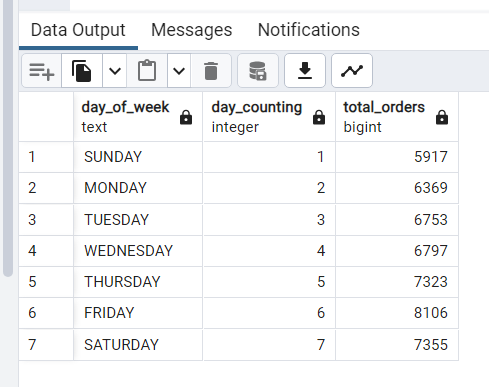 Data Output Messages Notifications
day_of_week day_counting total_orders
text integer bigint
1 SUNDAY 1 5917
2 MONDAY 2 6369
3 TUESDAY 3 6753
4 WEDNESDAY 4 6797
5 THURSDAY 5 7323
6 FRIDAY 6 8106
7 SATURDAY 7 7355